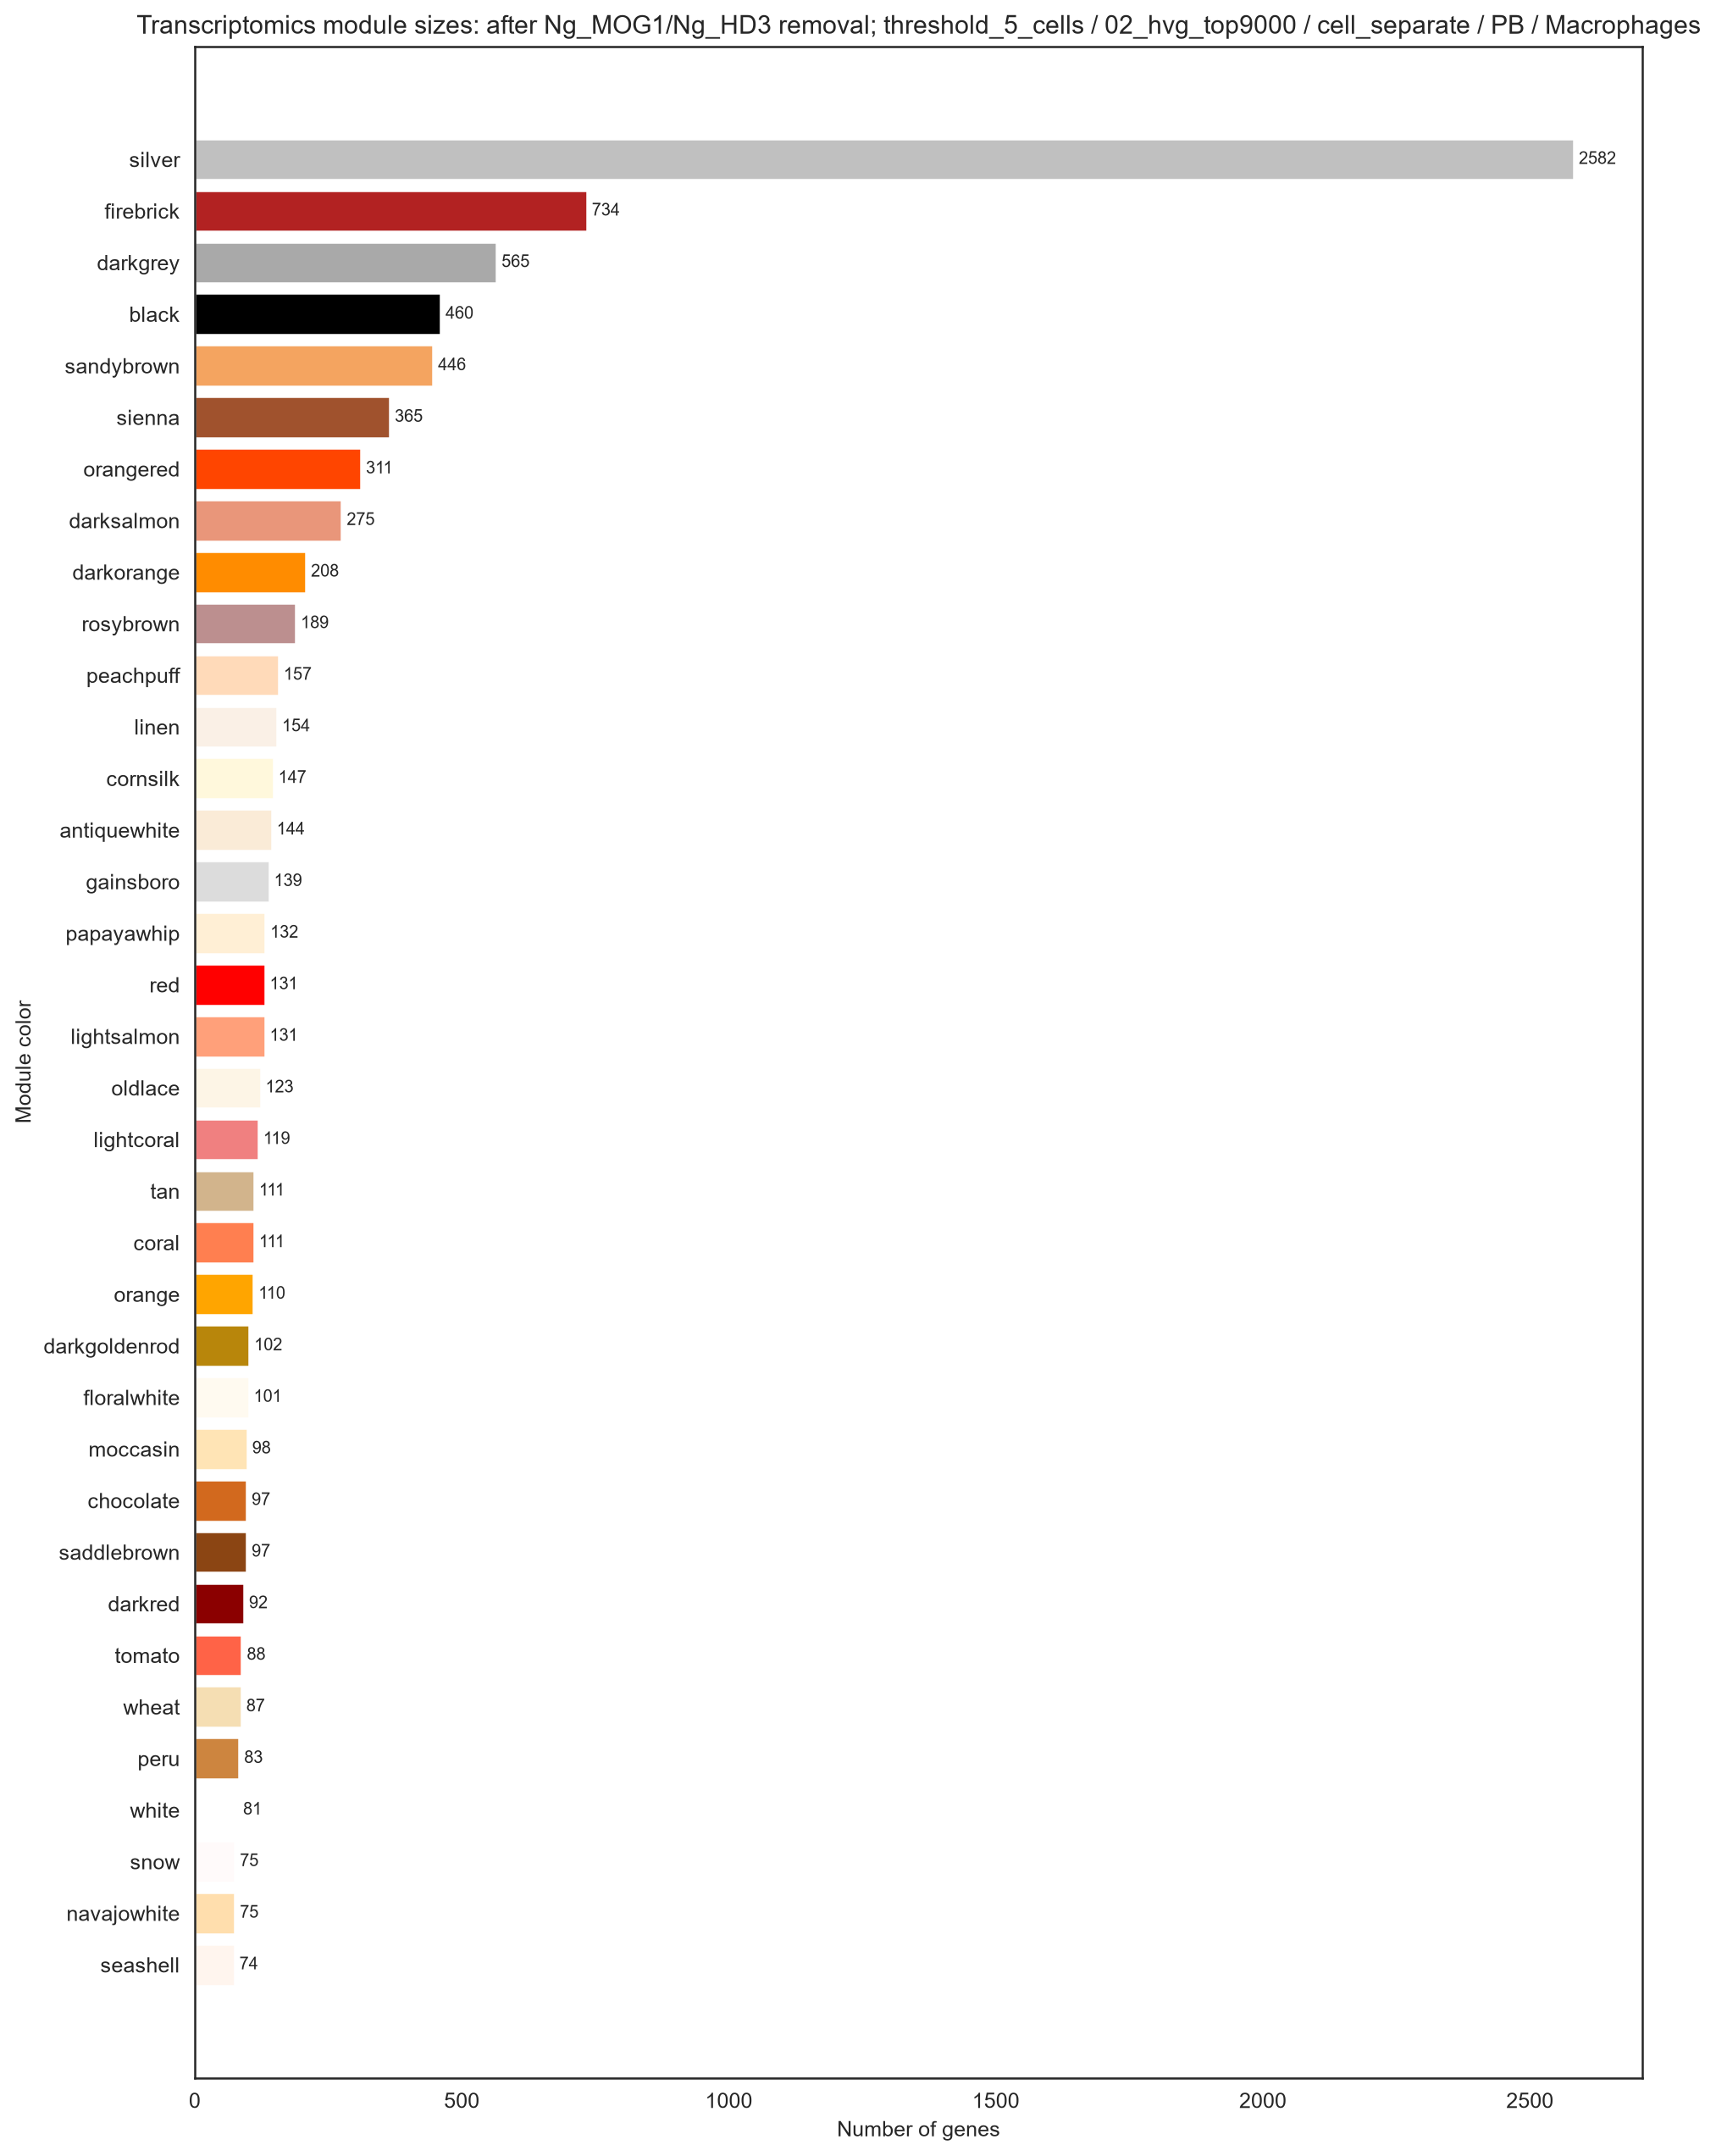 Transcriptomics module sizes: after Ng_MOG1/Ng_HD3 removal; threshold_5_cells / 02_hvg_top9000 / cell_separate / PB / Macrophages
silver 2582
firebrick 734
darkgrey 565
black 460
sandybrown 446
sienna 365
orangered 311
darksalmon 275
darkorange 208
rosybrown 189
peachpuff 157
linen 154
cornsilk 147
antiquewhite 144
gainsboro 139
papayawhip 132
red 131
lightsalmon 131
oldlace 123
lightcoral 119
tan 111
coral 111
orange 110
darkgoldenrod 102
floralwhite 101
moccasin 98
chocolate 97
saddlebrown 97
darkred 92
tomato 88
wheat 87
peru 83
white 81
snow 75
navajowhite 75
seashell 74
Module color
0 500 1000 1500 2000 2500
Number of genes